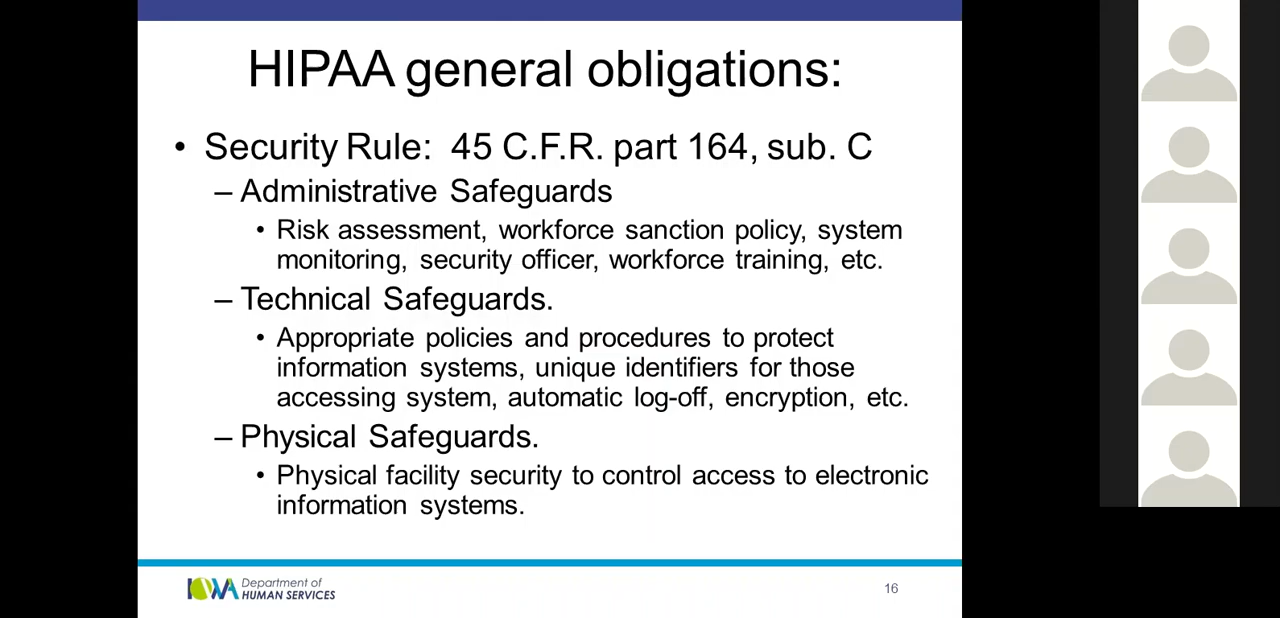 HIPAA general obligations:
• Security Rule: 45 C.F.R. part 164, sub. C
– Administrative Safeguards
• Risk assessment, workforce sanction policy, system
monitoring, security officer, workforce training, etc.
– Technical Safeguards.
• Appropriate policies and procedures to protect
information systems, unique identifiers for those
accessing system, automatic log-off, encryption, etc.
– Physical Safeguards.
• Physical facility security to control access to electronic
information systems.
IOWA Department of
HUMAN SERVICES
16